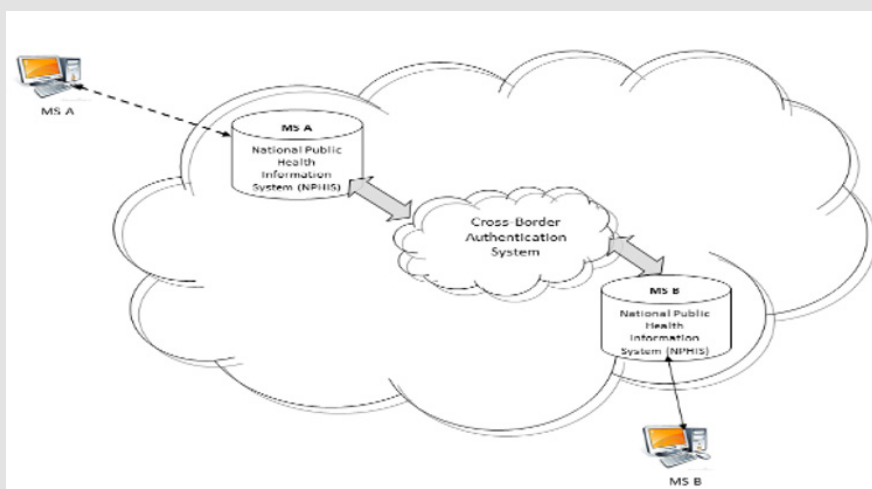 MS A
MS A
National Public
Health
Information
System (NPHIS)
Cross-Border
Authentication
System
MS B
National Public
Health
Information
System (NPHIS)
MS B